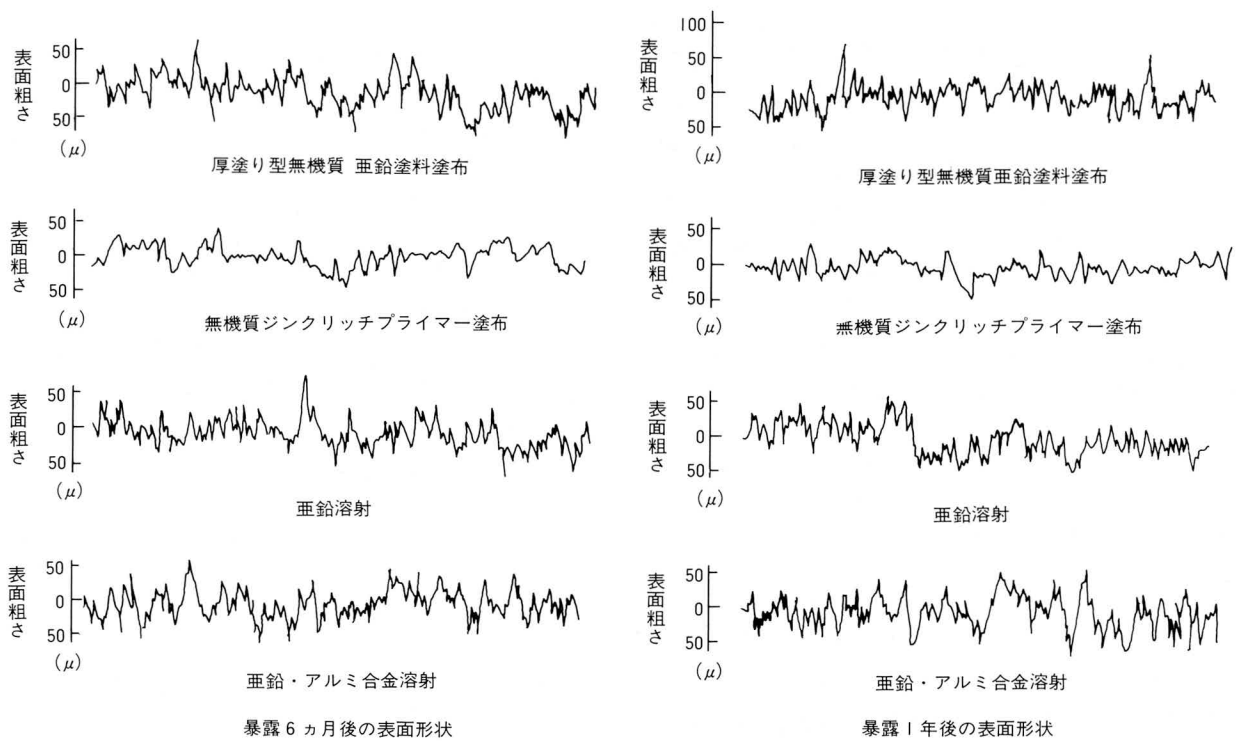 表面粗さ
50
0
50
(μ)
厚塗り型無機質 亜鉛塗料塗布
表面粗さ
50
0
50
(μ)
無機質ジンクリッチプライマー塗布
表面粗さ
50
0
50
(μ)
亜鉛溶射
表面粗さ
50
0
50
(μ)
亜鉛・アルミ合金溶射
暴露6ヵ月後の表面形状
表面粗さ
100
50
0
50
(μ)
厚塗り型無機質亜鉛塗料塗布
表面粗さ
50
0
50
(μ)
無機質ジンクリッチプライマー塗布
表面粗さ
50
0
50
(μ)
亜鉛溶射
表面粗さ
50
0
50
(μ)
亜鉛・アルミ合金溶射
暴露1年後の表面形状